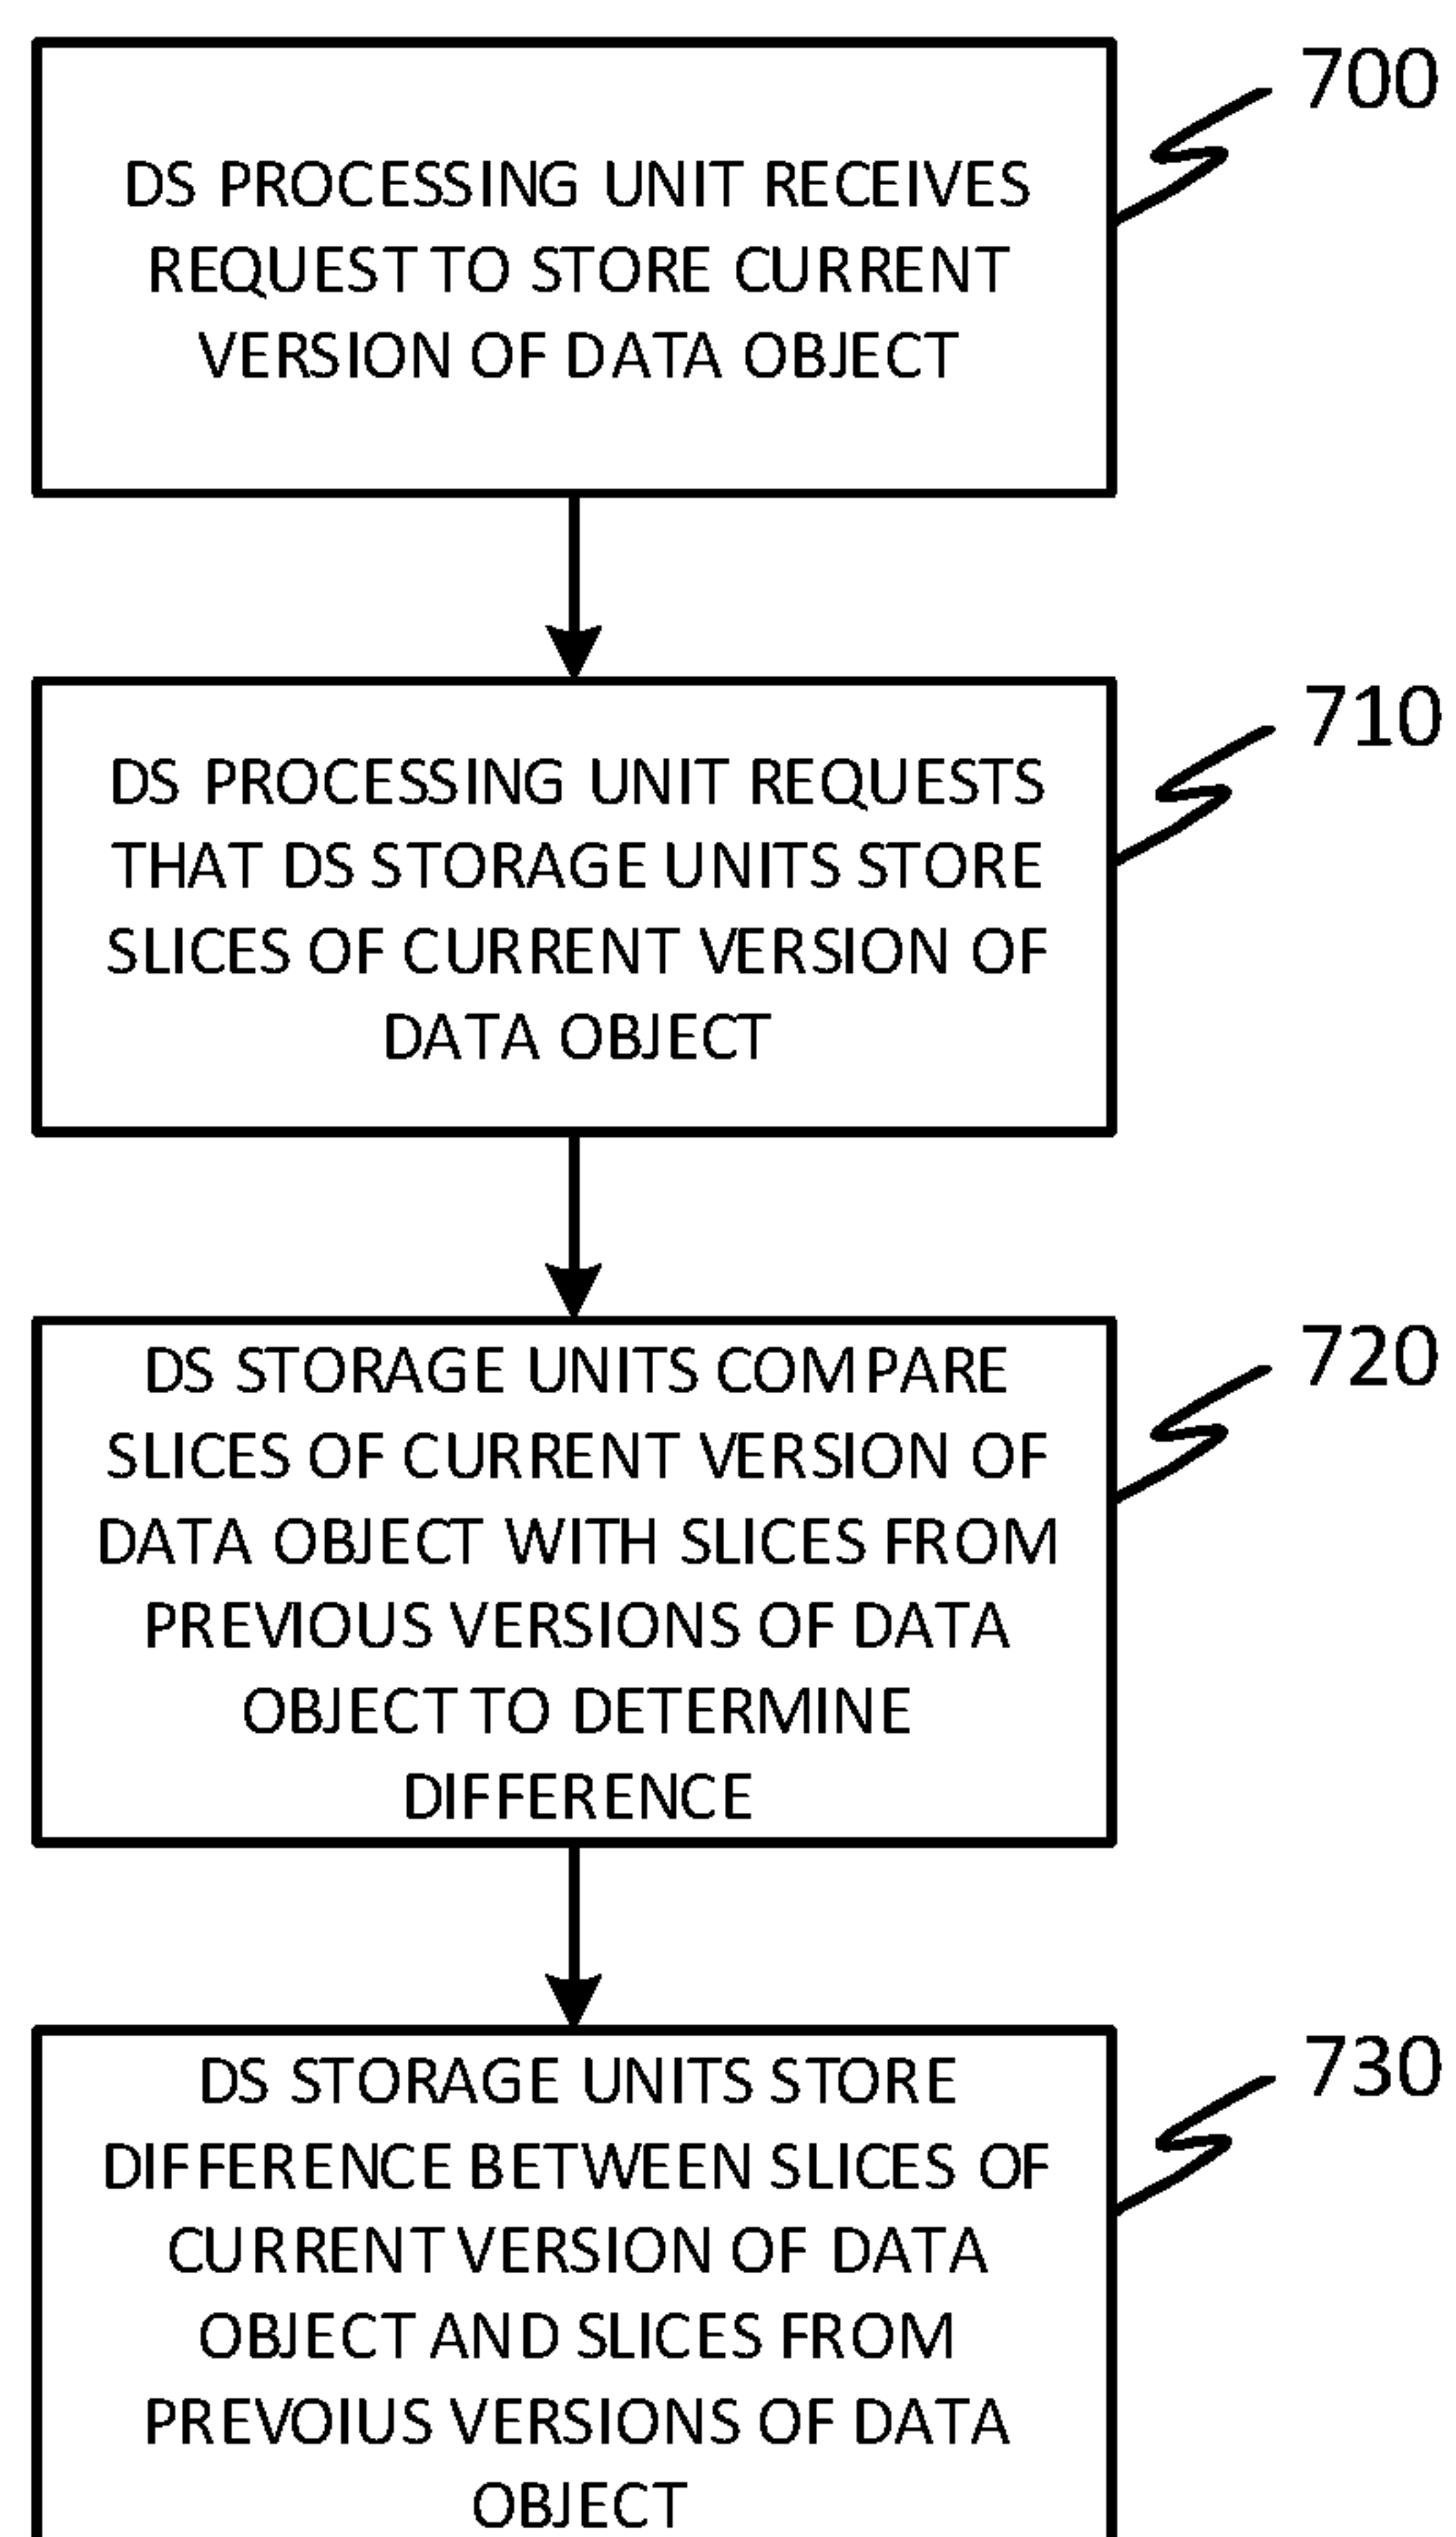 700
DS PROCESSING UNIT RECEIVES
REQUEST TO STORE CURRENT
VERSION OF DATA OBJECT
710
DS PROCESSING UNIT REQUESTS
THAT DS STORAGE UNITS STORE
SLICES OF CURRENT VERSION OF
DATA OBJECT
720
DS STORAGE UNITS COMPARE
SLICES OF CURRENT VERSION OF
DATA OBJECT WITH SLICES FROM
PREVIOUS VERSIONS OF DATA
OBJECT TO DETERMINE
DIFFERENCE
730
DS STORAGE UNITS STORE
DIFFERENCE BETWEEN SLICES OF
CURRENT VERSION OF DATA
OBJECT AND SLICES FROM
PREVOIUS VERSIONS OF DATA
OBJECT